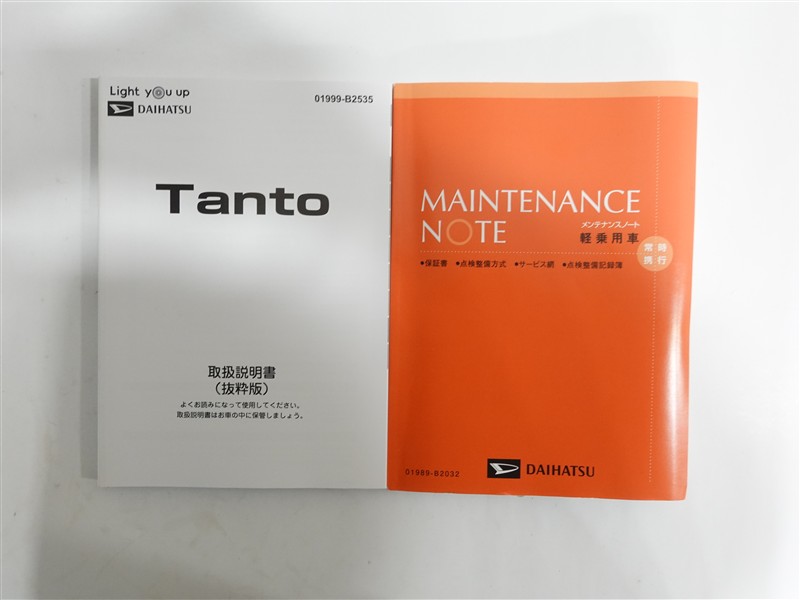 Light you up
DAIHATSU
01999-B2535
Tanto
取扱説明書
（抜粋版）
よくお読みになって使用してください。
取扱説明書はお車の中に保管しましょう。
MAINTENANCE
NOTE
メンテナンスノート
軽乗用車
常時
携行
•保証書 •点検整備方式 •サービス網 •点検整備記録簿
01999-B2032
DAIHATSU